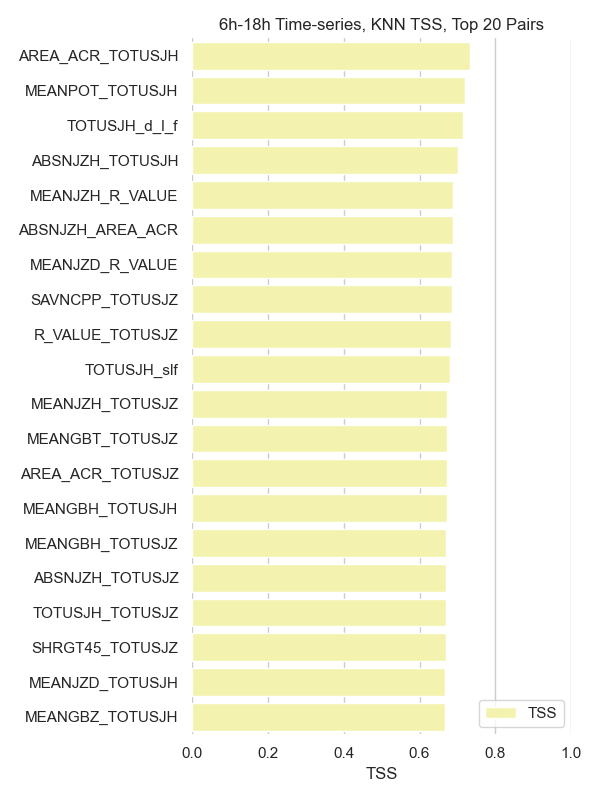 6h-18h Time-series, KNN TSS, Top 20 Pairs
AREA_ACR_TOTUSJH
MEANPOT_TOTUSJH
TOTUSJH_d_l_f
ABSNJZH_TOTUSJH
MEANJZH_R_VALUE
ABSNJZH_AREA_ACR
MEANJZD_R_VALUE
SAVNCPP_TOTUSJZ
R_VALUE_TOTUSJZ
TOTUSJH_slf
MEANJZH_TOTUSJZ
MEANGBT_TOTUSJZ
AREA_ACR_TOTUSJZ
MEANGBH_TOTUSJH
MEANGBH_TOTUSJZ
ABSNJZH_TOTUSJZ
TOTUSJH_TOTUSJZ
SHRGT45_TOTUSJZ
MEANJZD_TOTUSJH
MEANGBZ_TOTUSJH
TSS
0.0 0.2 0.4 0.6 0.8 1.0
TSS